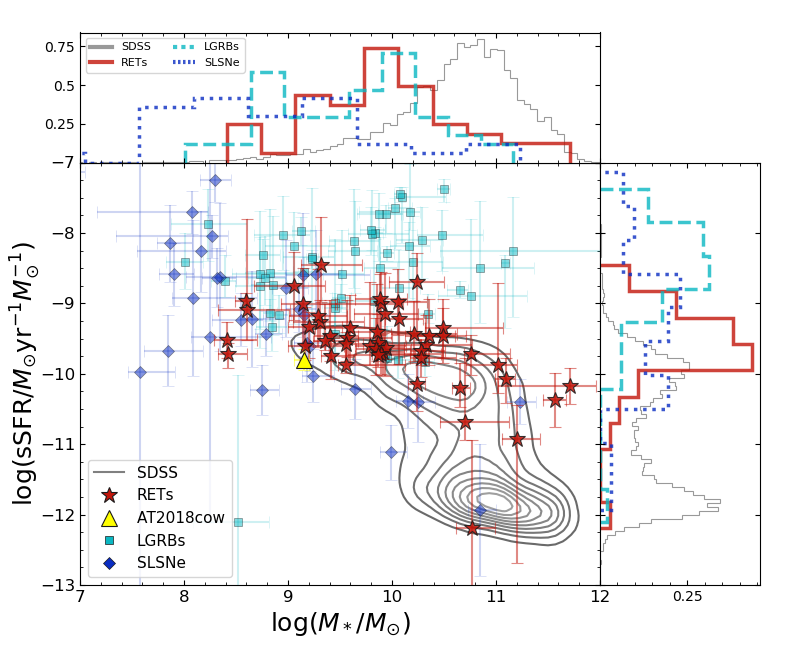 0.75
0.5
0.25
−7
SDSS
RETs
LGRBs
SLSNe
−8
−9
−10
−11
−12
−13
log(sSFR/M⊙yr−1M⊙−1)
SDSS
RETs
AT2018cow
LGRBs
SLSNe
7
8
9
10
11
12
0.25
log(M*/M⊙)